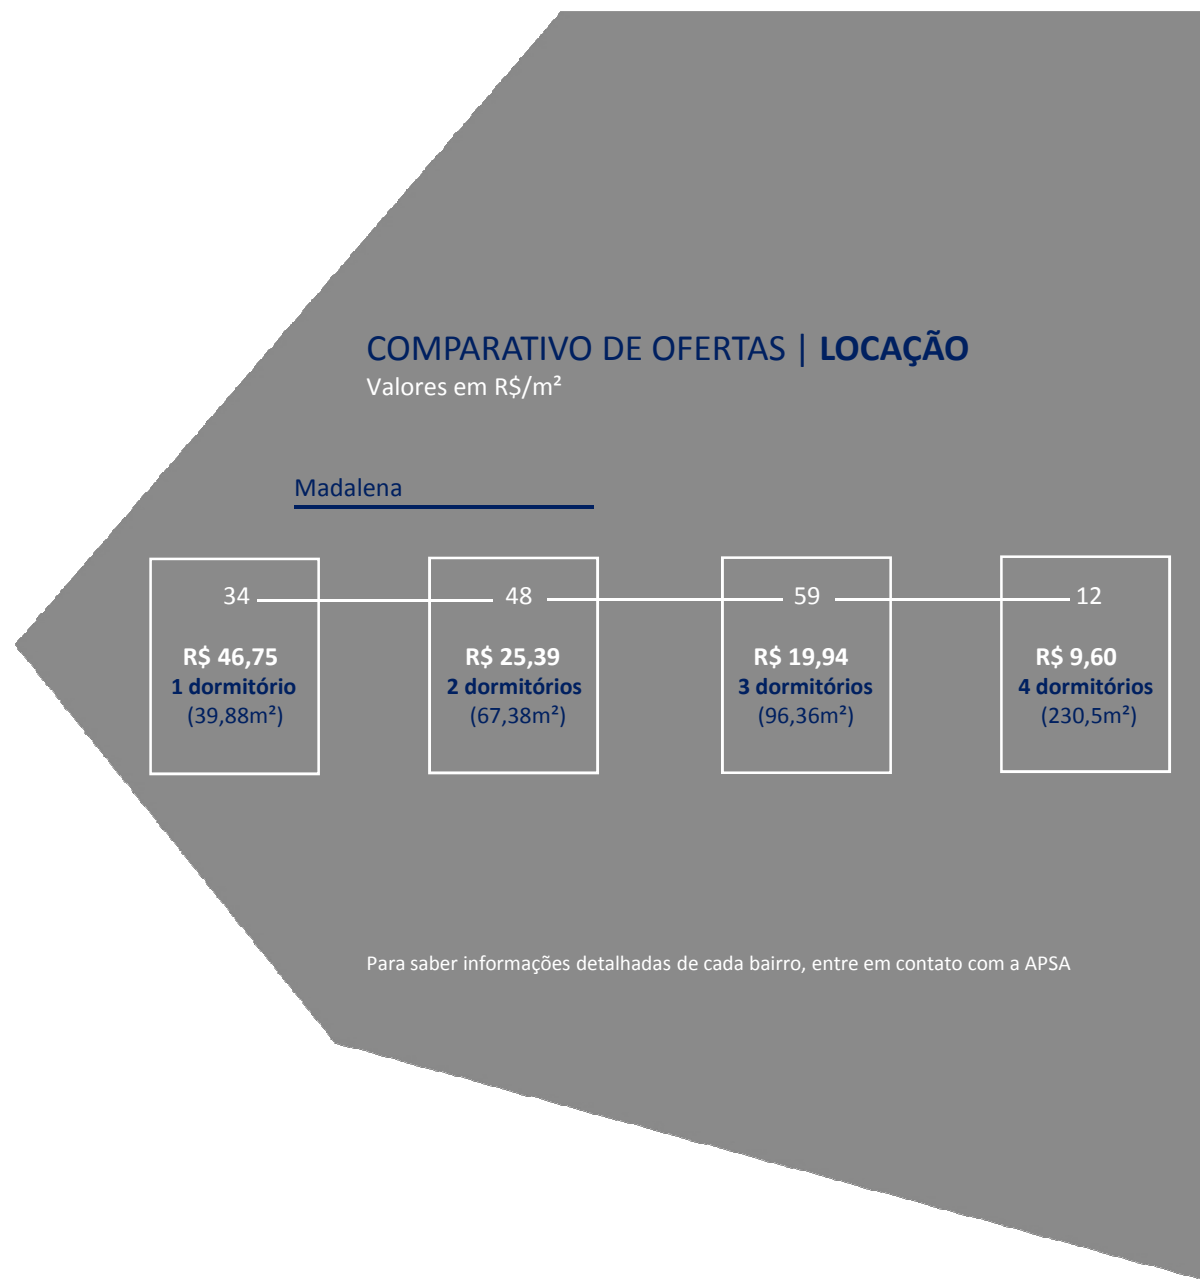 COMPARATIVO DE OFERTAS | LOCAÇÃO
Valores em R$/m²
Madalena
34 48 59 12
R$ 46,75 R$ 25,39 R$ 19,94 R$ 9,60
1 dormitório 2 dormitórios 3 dormitórios 4 dormitórios
(39,88m²) (67,38m²) (96,36m²) (230,5m²)
Para saber informações detalhadas de cada bairro, entre em contato com a APSA